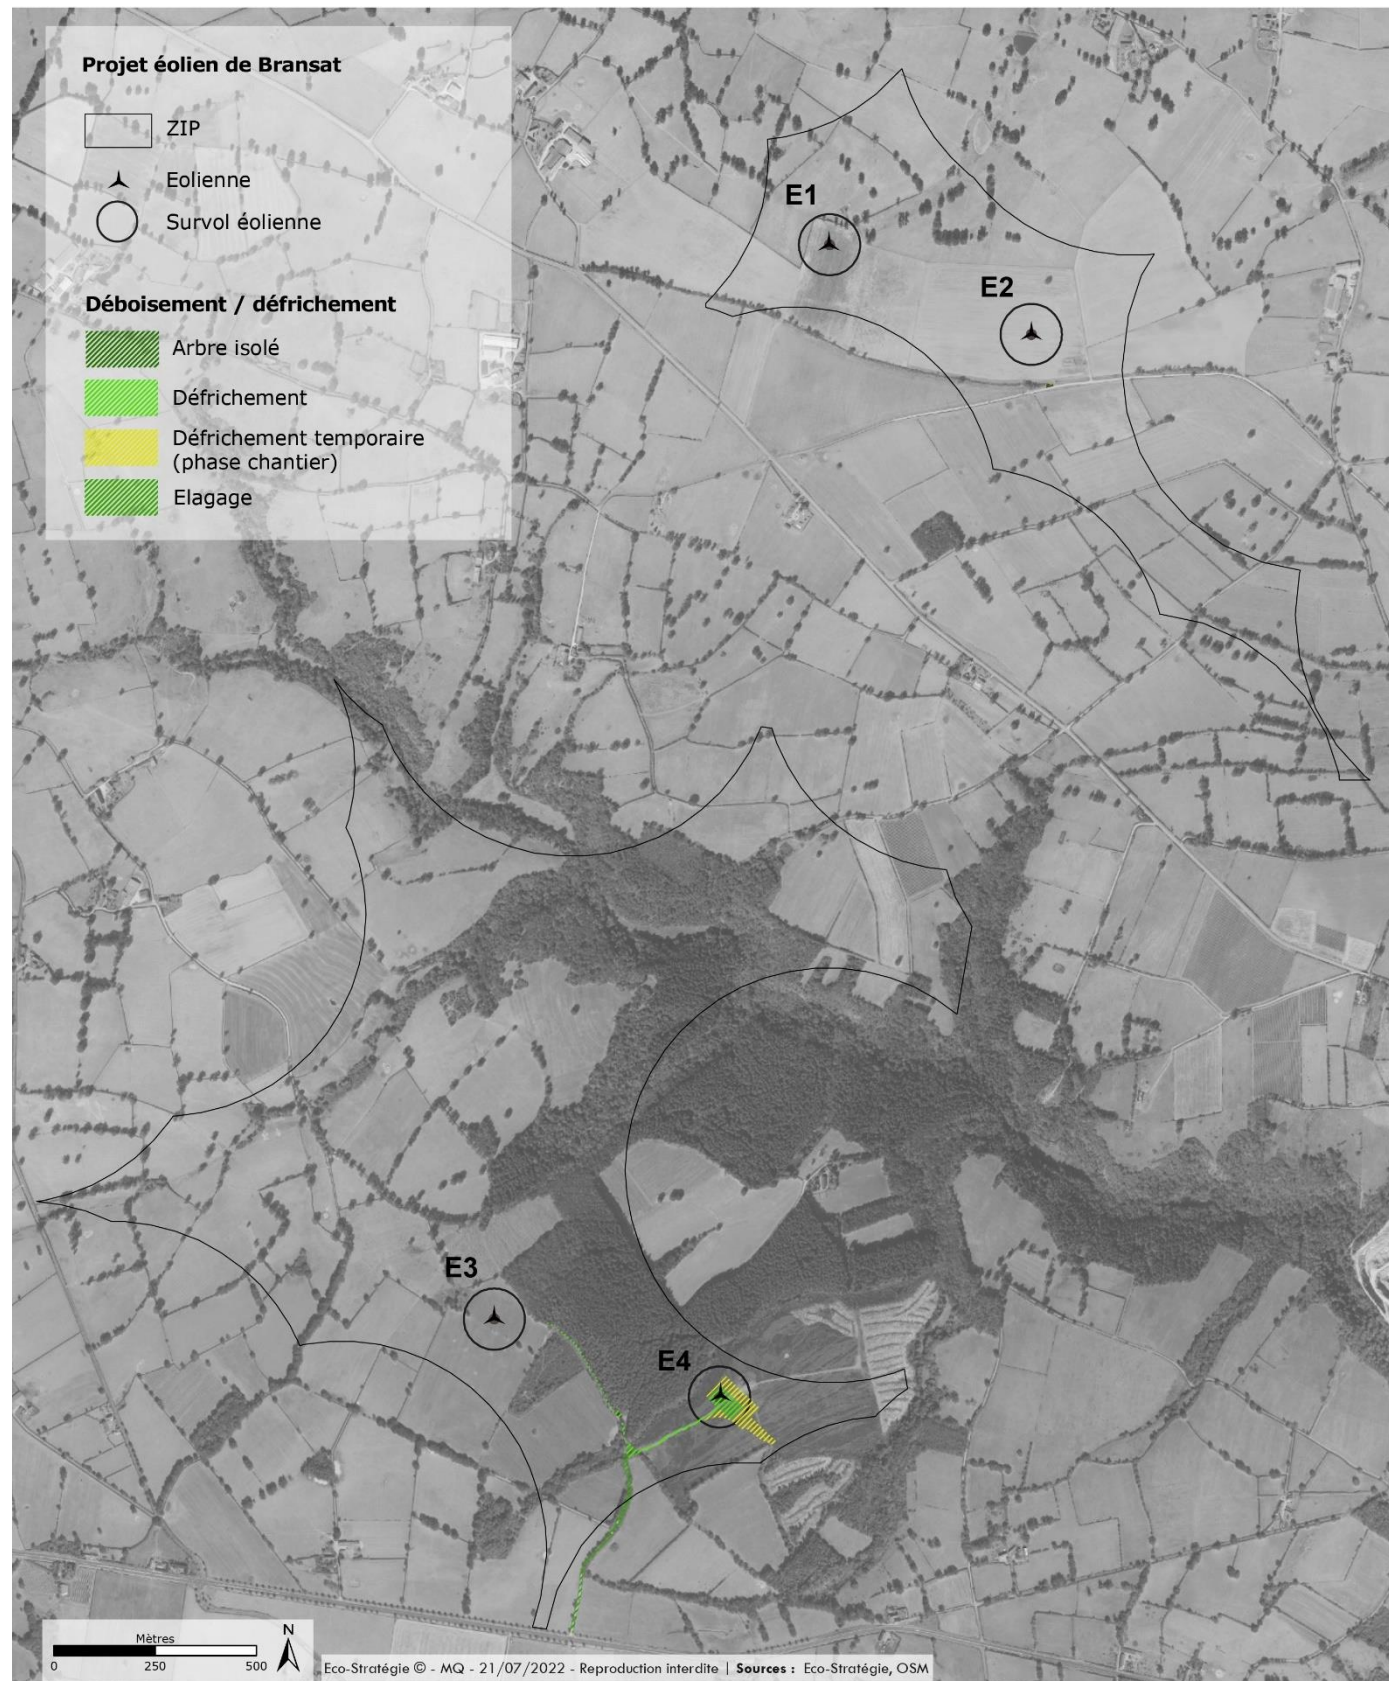 Projet éolien de Bransat
ZIP
Eolienne
Survol éolienne
Déboisement / défrichement
Arbre isolé
Défrichement
Défrichement temporaire
(phase chantier)
Elagage
E1
E2
E3
E4
Mètres
0 250 500
N
Eco-Stratégie © - MQ - 21/07/2022 - Reproduction interdite | Sources : Eco-Stratégie, OSM